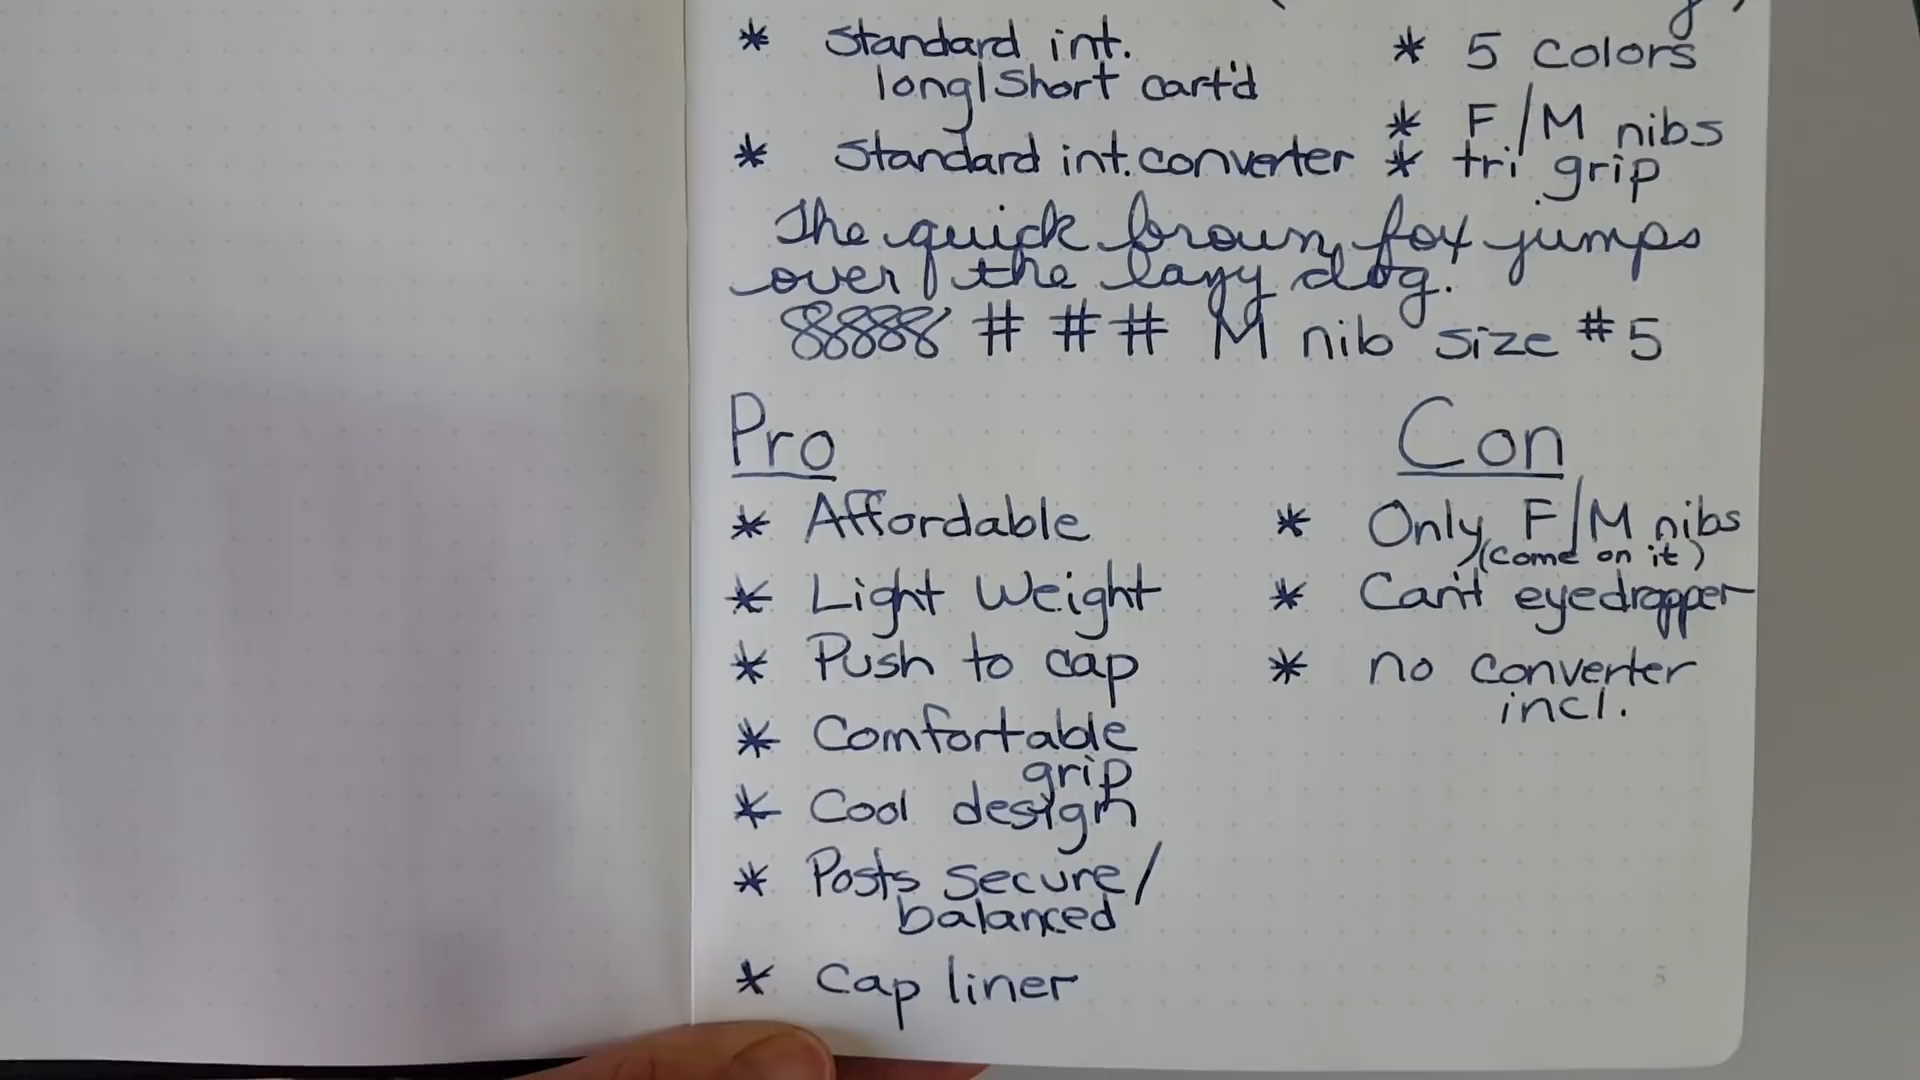 * Standard int.
long/Short cart'd
* 5 colors
* F/M nibs
* Standard int. converter
* tri grip
The quick brown fox jumps
over the lazy dog.
8888 # # # M nib size #5
Pro
* Affordable
* Light Weight
* Push to cap
* Comfortable
grip
* Cool design
* Posts secure/
balanced
* Cap liner
Con
* Only F/M nibs
(come on it)
* Can't eyedropper
* no converter
incl.
5